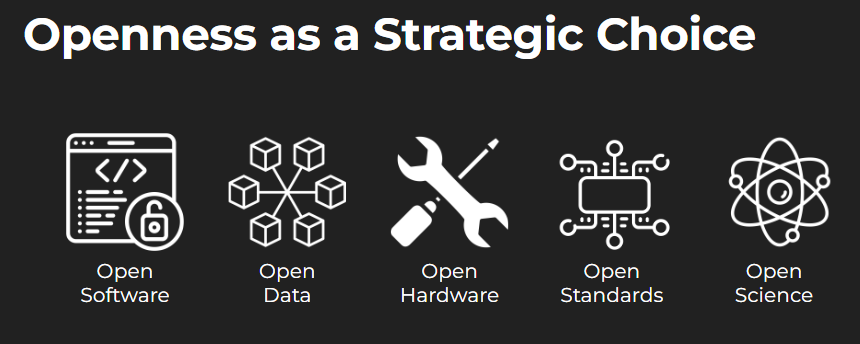 Openness as a Strategic Choice
</>
Open
Software
Open
Data
Open
Hardware
Open
Standards
Open
Science